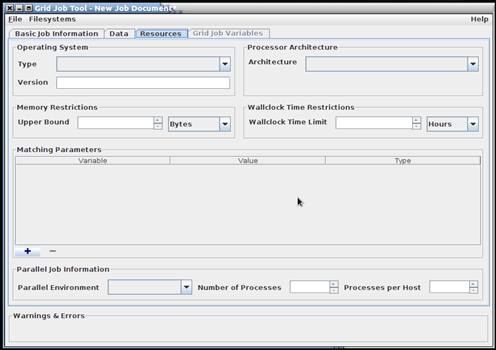 Grid Job Tool - New Job Document*
File Filesystems Help
Basic Job Information Data Resources Grid Job Variables
Operating System Processor Architecture
Type Architecture
Version
Memory Restrictions Wallclock Time Restrictions
Upper Bound Bytes Wallclock Time Limit Hours
Matching Parameters
Variable Value Type
+ −
Parallel Job Information
Parallel Environment Number of Processes Processes per Host
Warnings & Errors